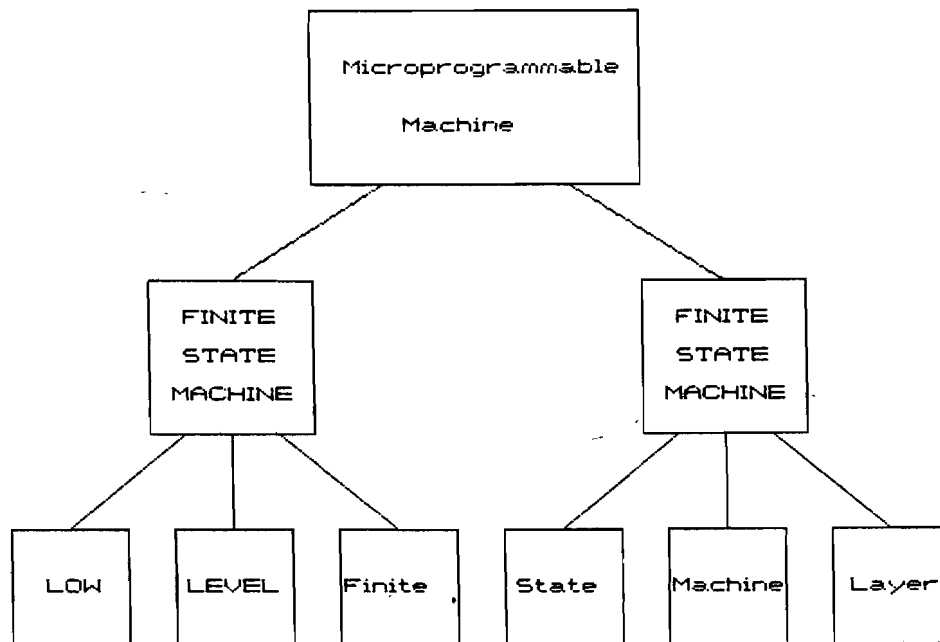 Microprogrammable
Machine
FINITE
STATE
MACHINE
FINITE
STATE
MACHINE
LOW
LEVEL
Finite
State
Machine
Layer